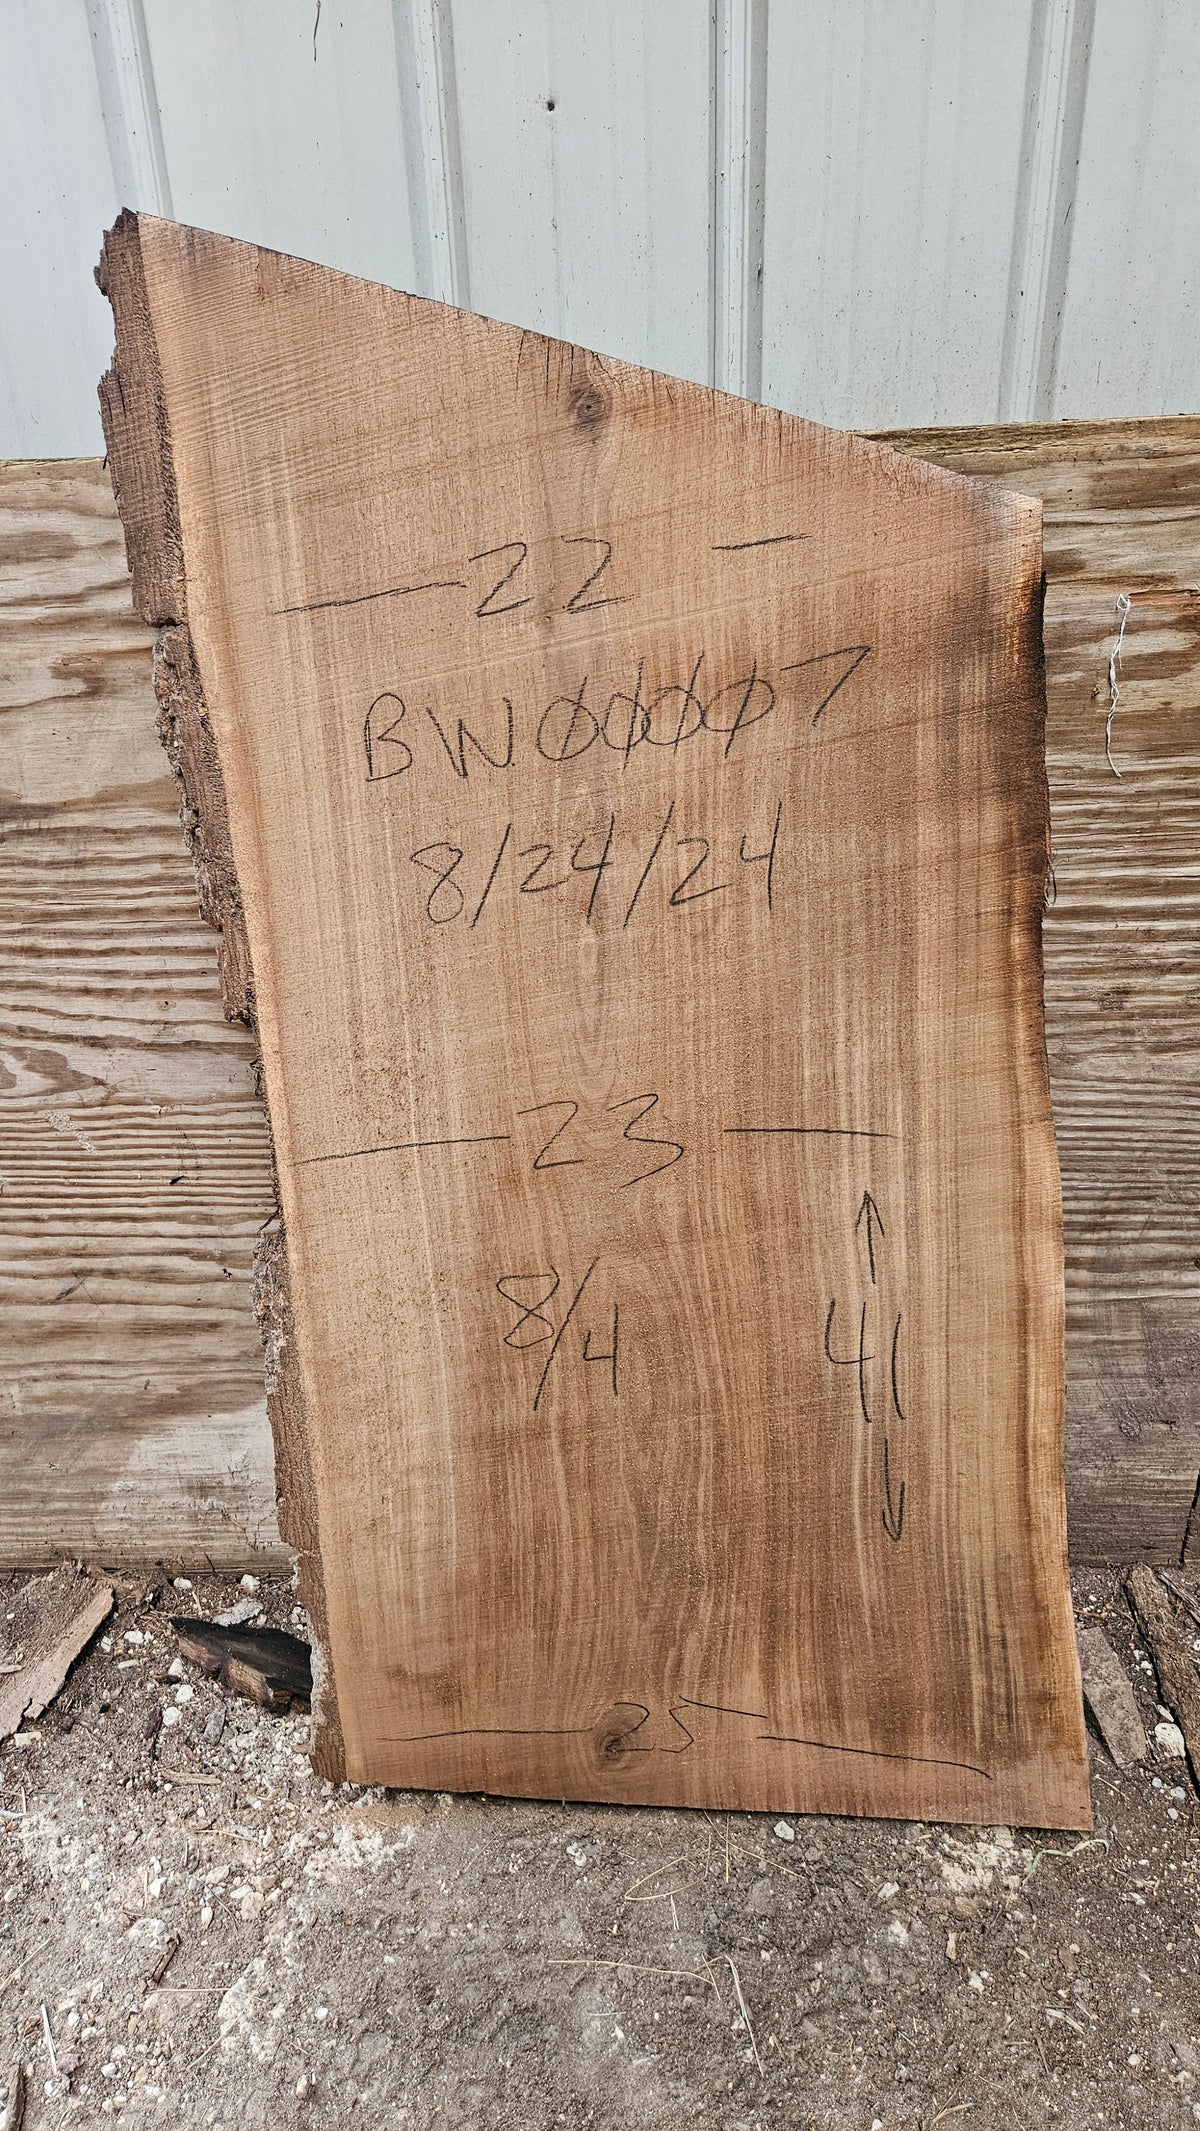 — 22 —
BW00007
8/24/24
— 23 —
8/4
41
— 25 —